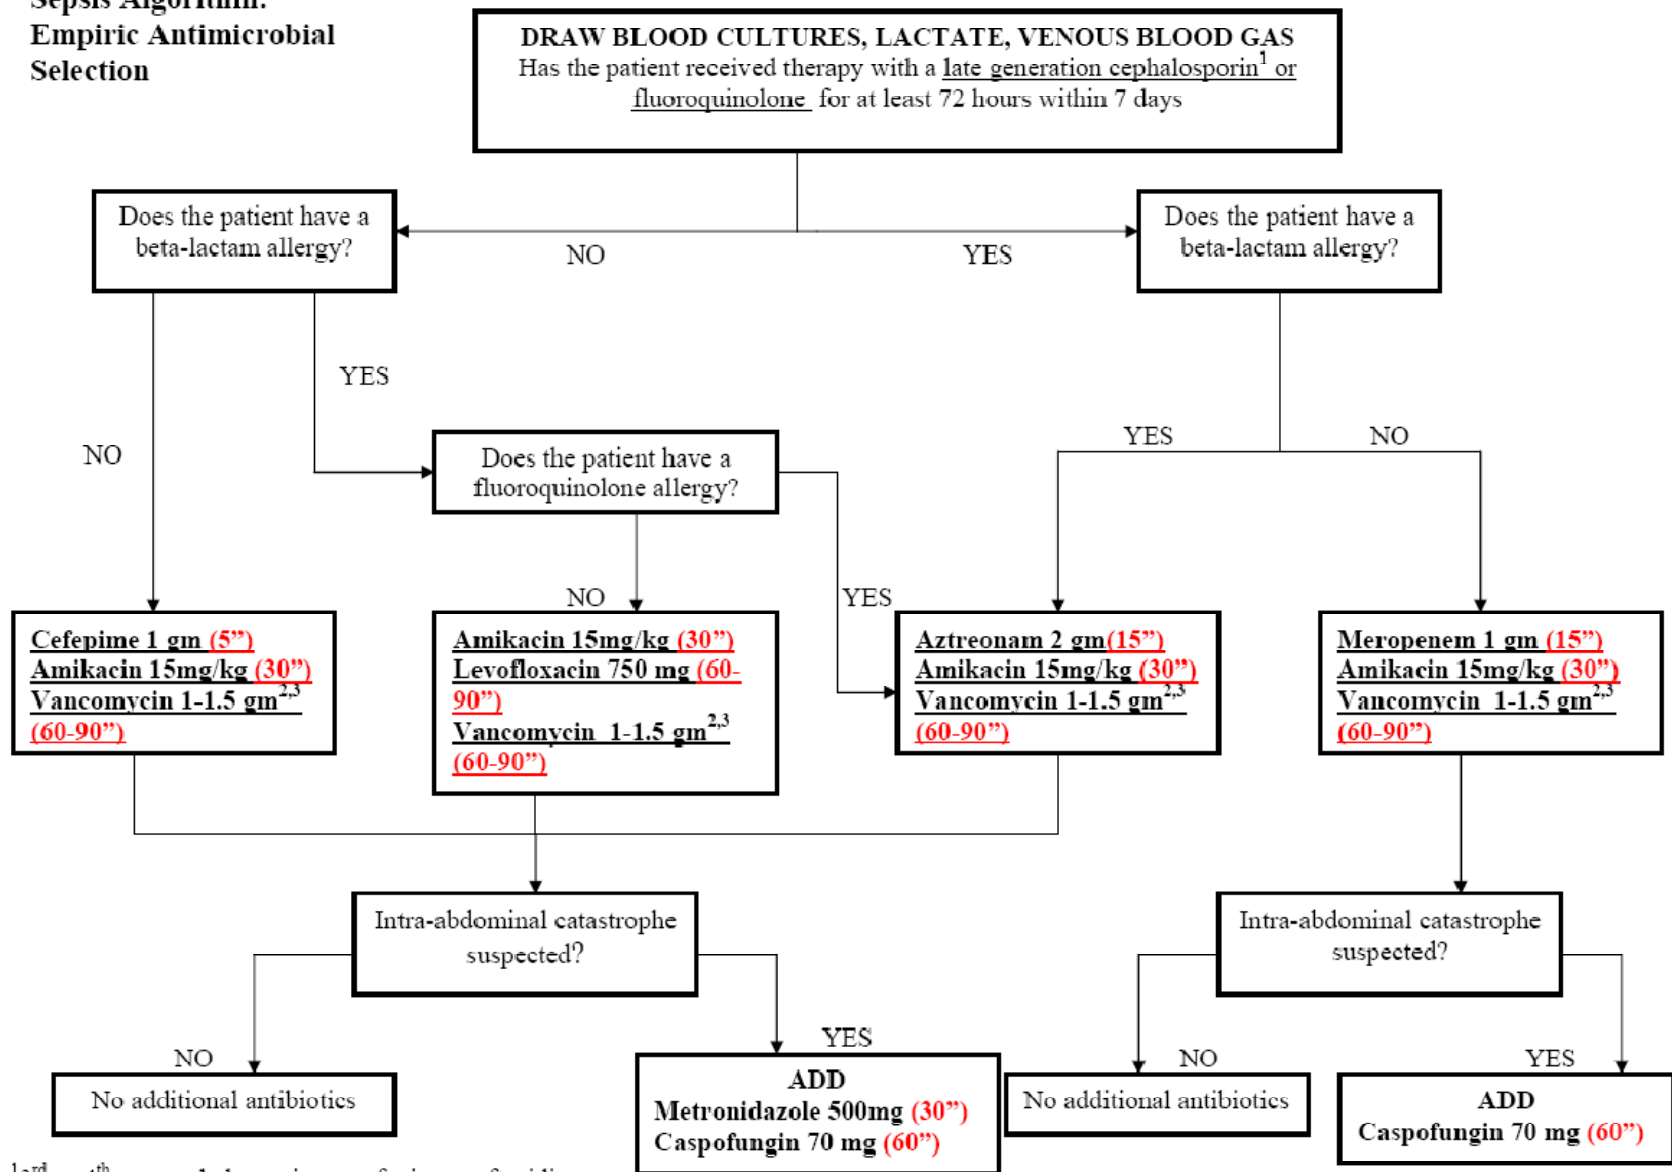 Sepsis Algorithm:
Empiric Antimicrobial
Selection
DRAW BLOOD CULTURES, LACTATE, VENOUS BLOOD GAS
Has the patient received therapy with a late generation cephalosporin¹ or
fluoroquinolone for at least 72 hours within 7 days
Does the patient have a
beta-lactam allergy?
NO
YES
Does the patient have a
beta-lactam allergy?
YES
NO
Does the patient have a
fluoroquinolone allergy?
YES
NO
NO
YES
Cefepime 1 gm (5”)
Amikacin 15mg/kg (30”)
Vancomycin 1-1.5 gm²,³
(60-90”)
Amikacin 15mg/kg (30”)
Levofloxacin 750 mg (60-
90”)
Vancomycin 1-1.5 gm²,³
(60-90”)
Aztreonam 2 gm(15”)
Amikacin 15mg/kg (30”)
Vancomycin 1-1.5 gm²,³
(60-90”)
Meropenem 1 gm (15”)
Amikacin 15mg/kg (30”)
Vancomycin 1-1.5 gm²,³
(60-90”)
Intra-abdominal catastrophe
suspected?
Intra-abdominal catastrophe
suspected?
NO
YES
NO
YES
No additional antibiotics
ADD
Metronidazole 500mg (30”)
Caspofungin 70 mg (60”)
No additional antibiotics
ADD
Caspofungin 70 mg (60”)